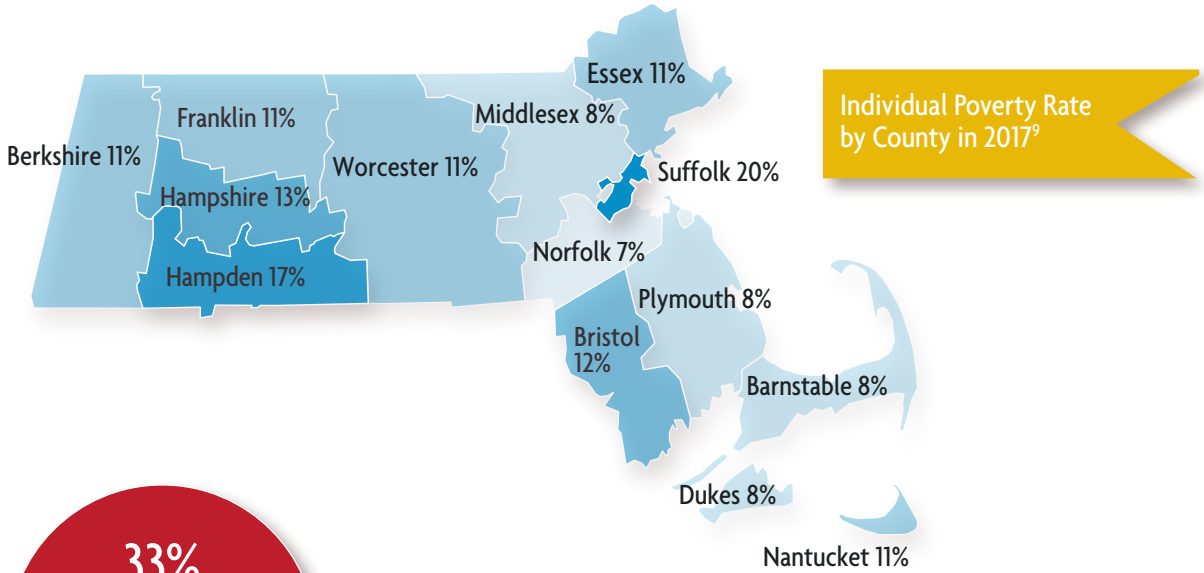 Essex 11%
Individual Poverty Rate
by County in 2017⁹
Middlesex 8%
Franklin 11%
Berkshire 11%
Worcester 11%
Suffolk 20%
Hampshire 13%
Norfolk 7%
Hampden 17%
Plymouth 8%
Bristol
12%
Barnstable 8%
Dukes 8%
Nantucket 11%
33%